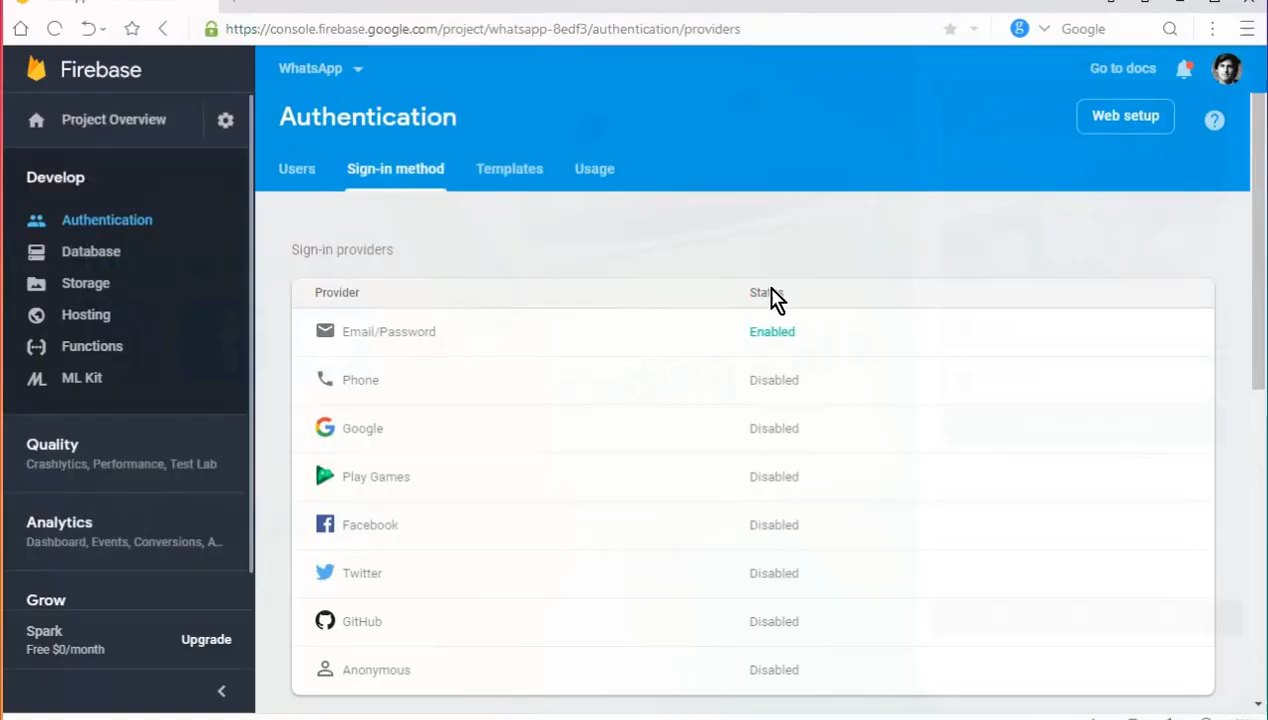 https://console.firebase.google.com/project/whatsapp-8edf3/authentication/providers
Google
Firebase
WhatsApp
Go to docs
Project Overview
Authentication
Web setup
Users
Sign-in method
Templates
Usage
Develop
Authentication
Database
Storage
Hosting
Functions
ML Kit
Quality
Crashlytics, Performance, Test Lab
Analytics
Dashboard, Events, Conversions, A...
Grow
Spark
Free $0/month
Upgrade
Sign-in providers
Provider Status
Email/Password Enabled
Phone Disabled
Google Disabled
Play Games Disabled
Facebook Disabled
Twitter Disabled
GitHub Disabled
Anonymous Disabled